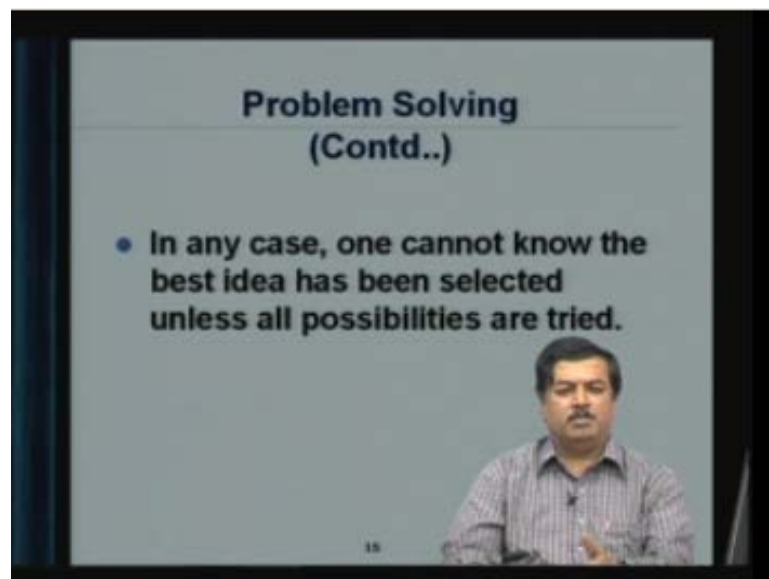 Problem Solving
(Contd..)
• In any case, one cannot know the
best idea has been selected
unless all possibilities are tried.
15